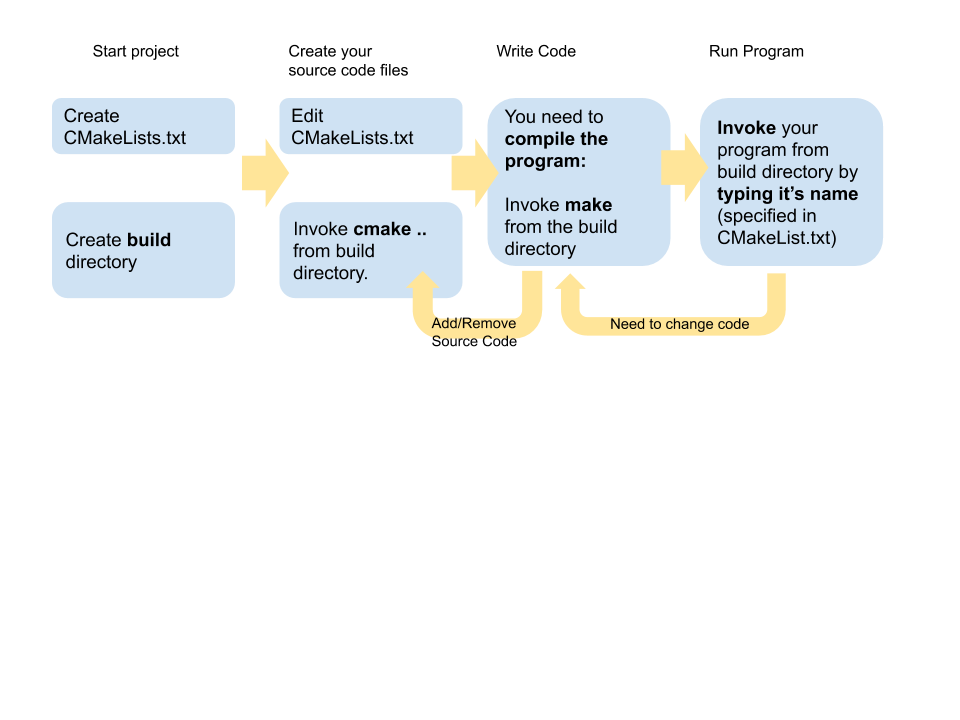 Start project
Create your
source code files
Write Code
Run Program
Create
CMakeLists.txt
Create build
directory
Edit
CMakeLists.txt
Invoke cmake ..
from build
directory.
You need to
compile the
program:
Invoke make
from the build
directory
Invoke your
program from
build directory by
typing it’s name
(specified in
CMakeList.txt)
Add/Remove
Source Code
Need to change code